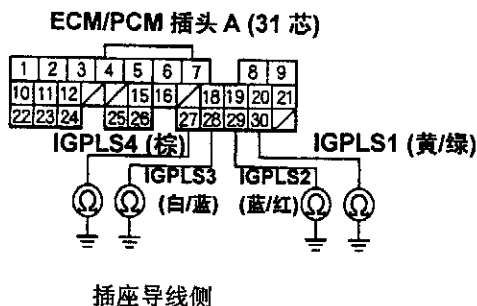 ECM/PCM 插头 A (31 芯)
1 2 3 4 5 6 7 8 9
10 11 12 15 16 18 19 20 21
22 23 24 25 26 27 28 29 30
IGPLS4 (棕) IGPLS1 (黄/绿)
IGPLS3 IGPLS2
(白/蓝) (蓝/红)
Ω Ω Ω Ω
插座导线侧